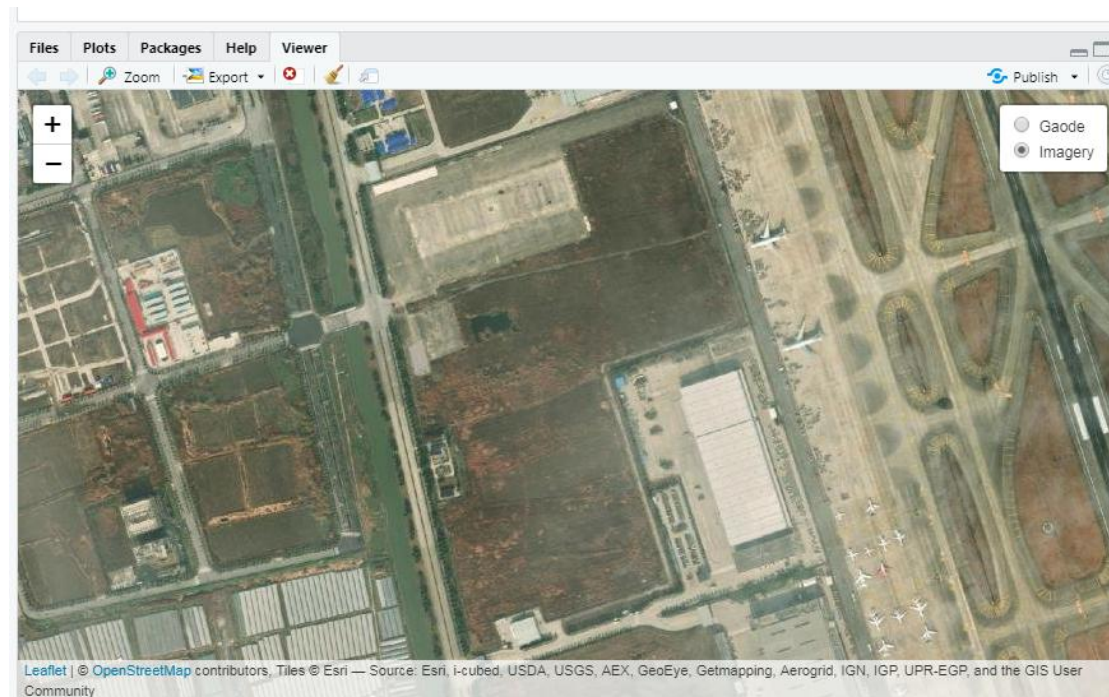 Files Plots Packages Help Viewer
Zoom Export Publish
+
−
Gaode
Imagery
Leaflet | © OpenStreetMap contributors, Tiles © Esri — Source: Esri, i-cubed, USDA, USGS, AEX, GeoEye, Getmapping, Aerogrid, IGN, IGP, UPR-EGP, and the GIS User
Community